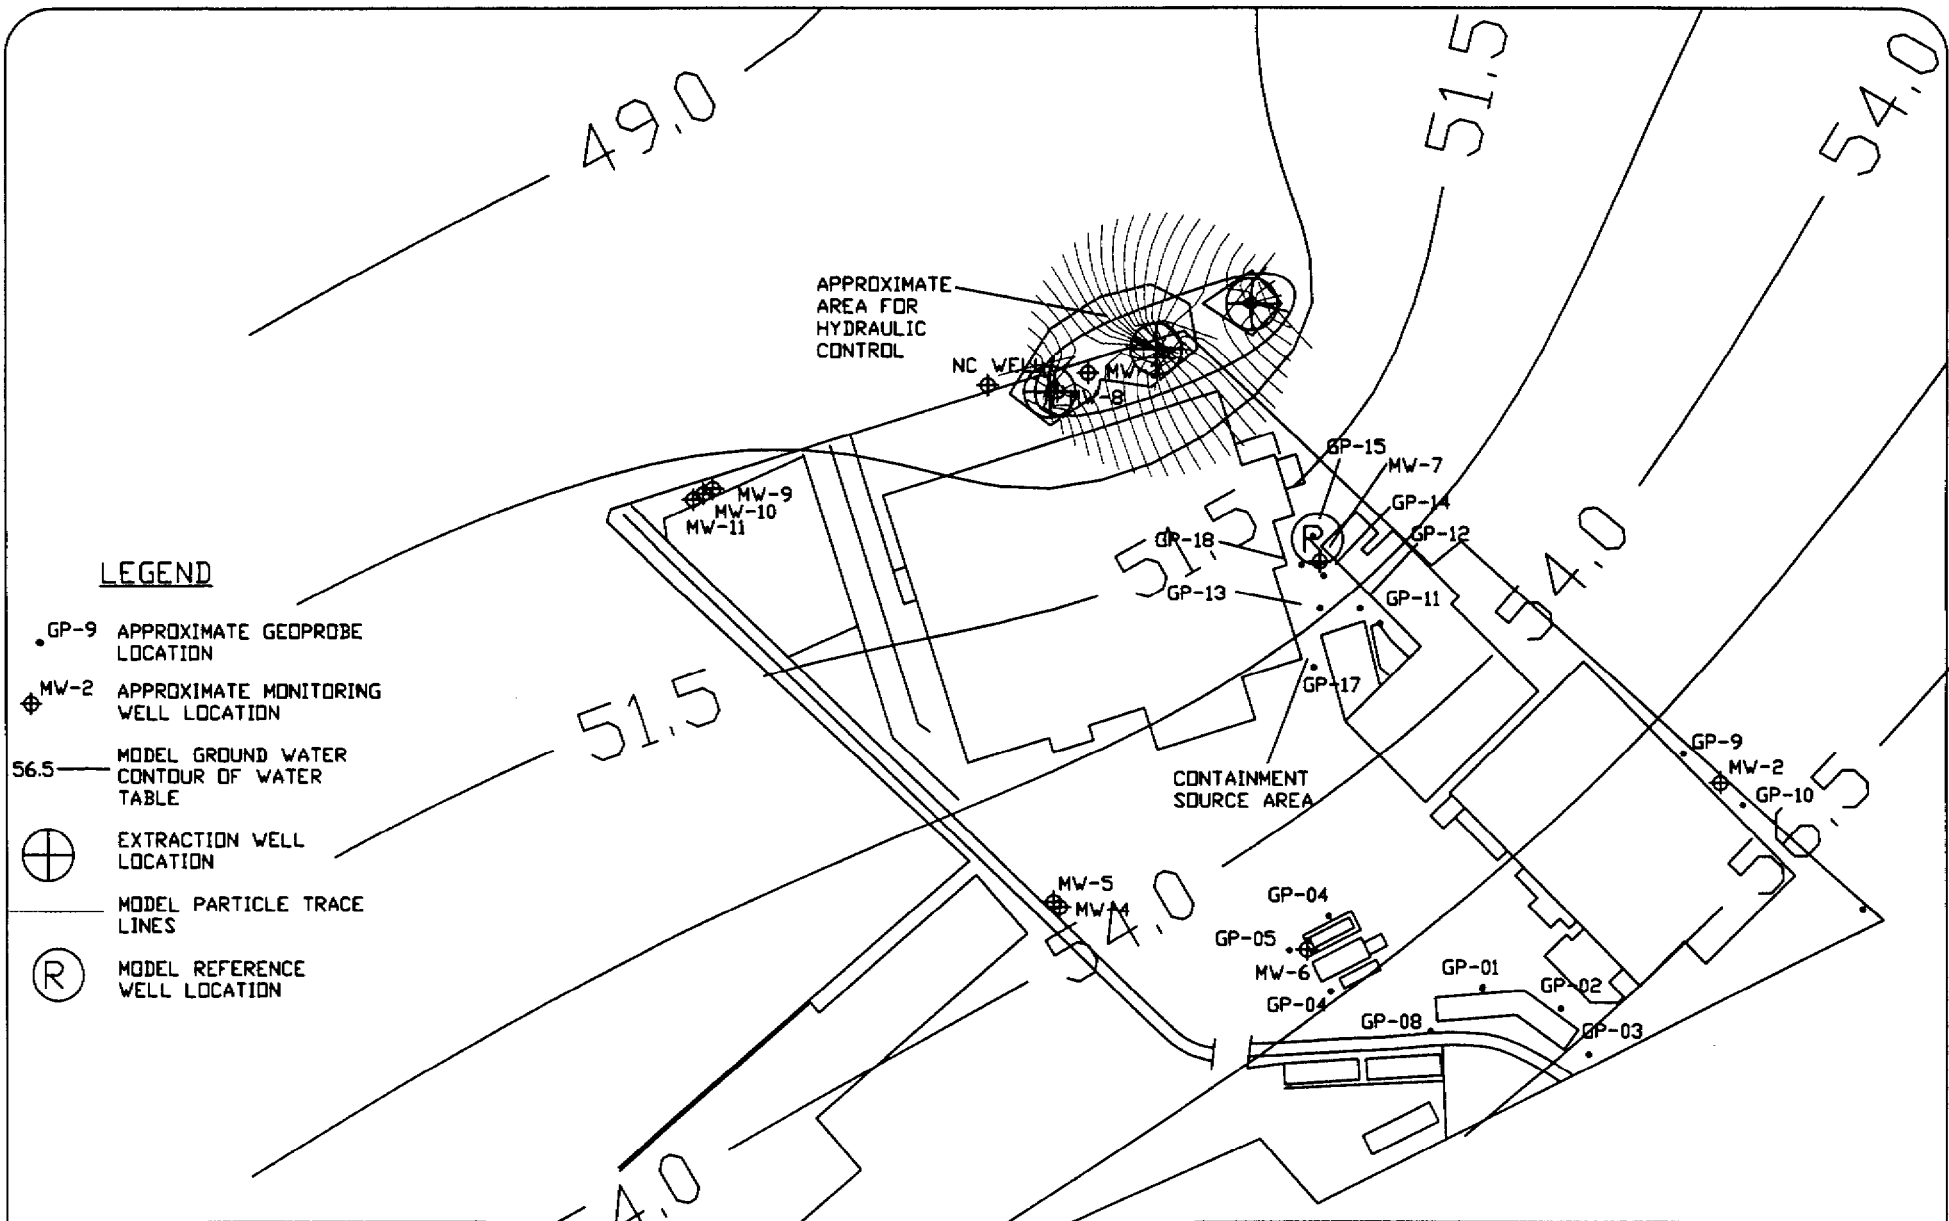 49.0
51.5
54.0
APPROXIMATE
AREA FOR
HYDRAULIC
CONTROL
NC WELL
MW-8
GP-15
MW-7
GP-14
GP-12
GP-18
51.5
GP-13
GP-11
54.0
GP-17
MW-9
MW-10
MW-11
LEGEND
GP-9 APPROXIMATE GEOPROBE
LOCATION
MW-2 APPROXIMATE MONITORING
WELL LOCATION
56.5 MODEL GROUND WATER
CONTOUR OF WATER
TABLE
EXTRACTION WELL
LOCATION
MODEL PARTICLE TRACE
LINES
R MODEL REFERENCE
WELL LOCATION
R
51.5
CONTAINMENT
SOURCE AREA
GP-9
MW-2
GP-10
56.5
MW-5
MW-4
54.0
GP-04
GP-05
MW-6
GP-04
GP-01
GP-02
GP-08
GP-03
54.0